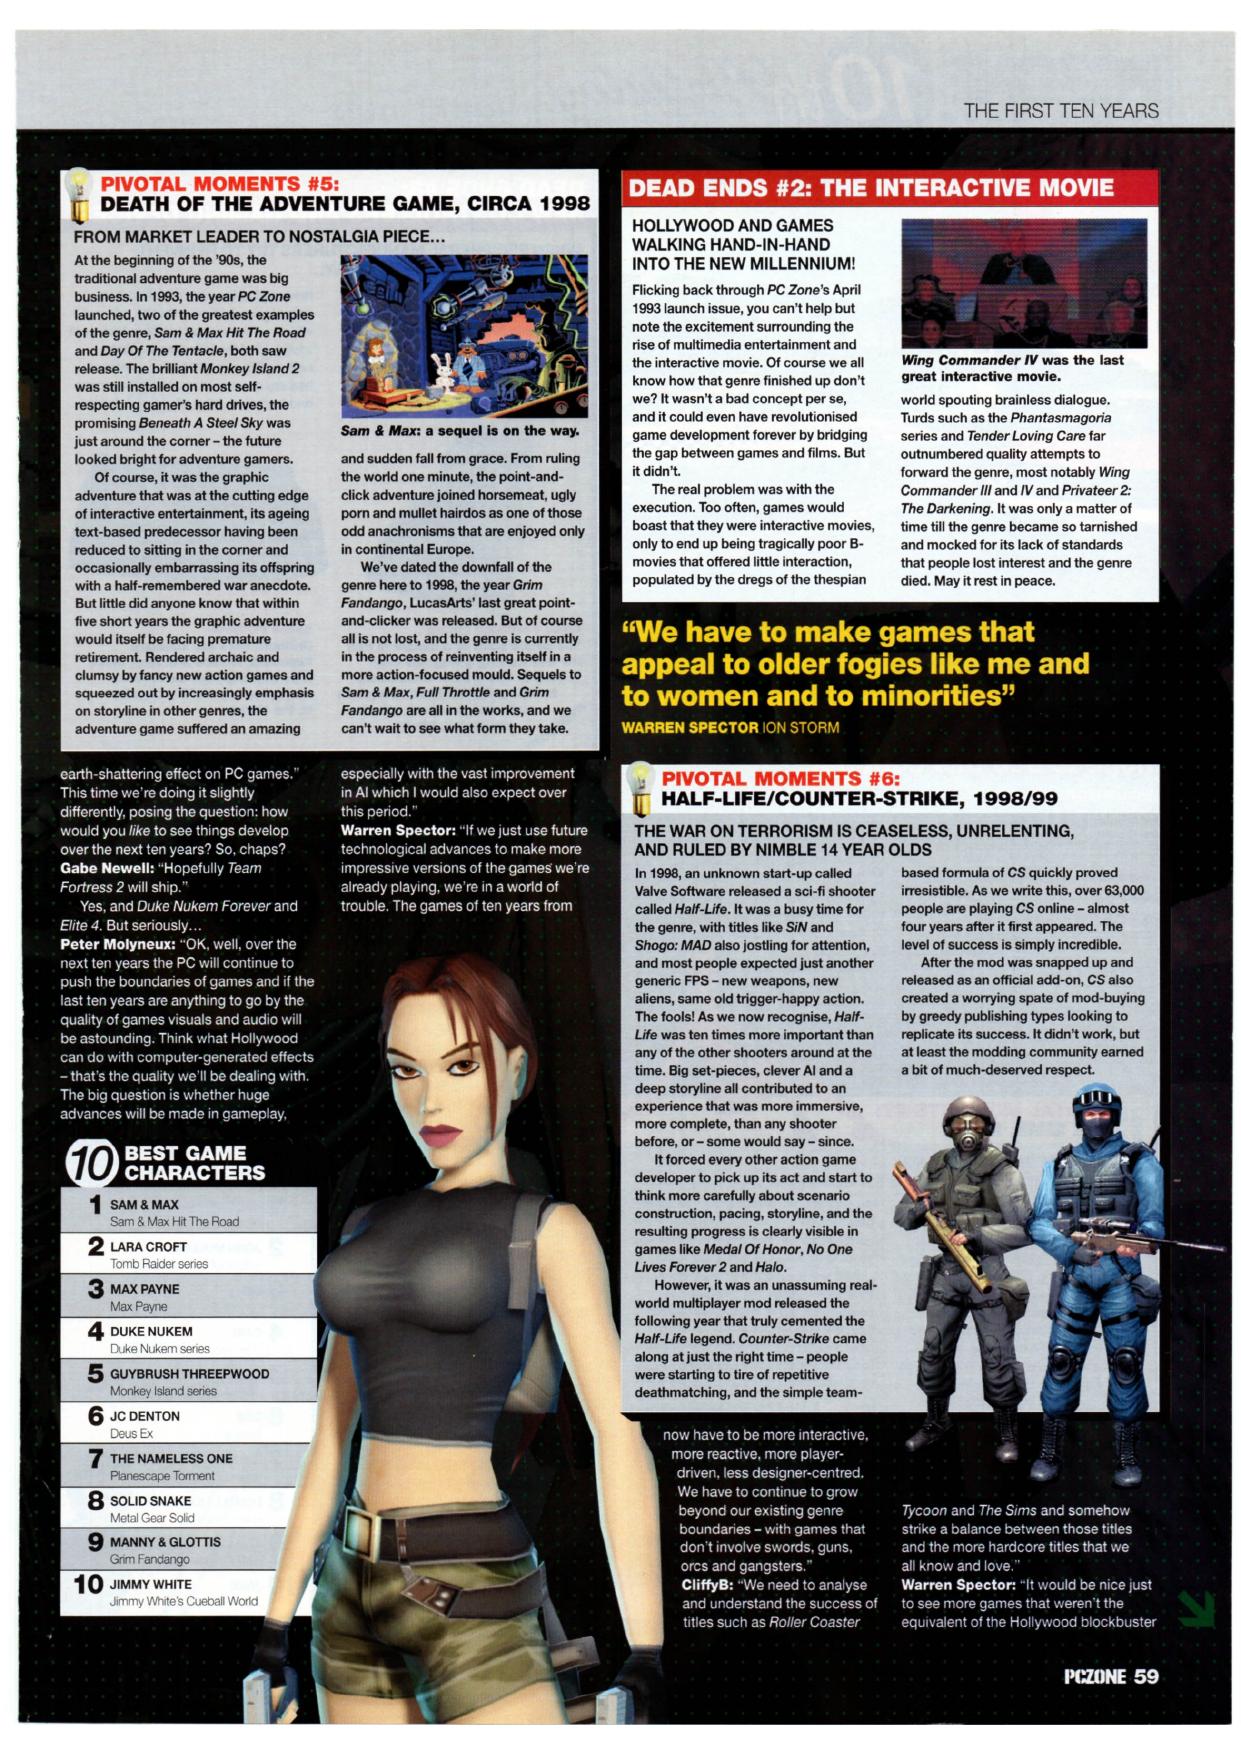 THE FIRST TEN YEARS
PIVOTAL MOMENTS #5:
DEATH OF THE ADVENTURE GAME, CIRCA 1998
FROM MARKET LEADER TO NOSTALGIA PIECE...
At the beginning of the '90s, the
traditional adventure game was big
business. In 1993, the year PC Zone
launched, two of the greatest examples
of the genre, Sam & Max Hit The Road
and Day Of The Tentacle, both saw
release. The brilliant Monkey Island 2
was still installed on most self-
respecting gamer's hard drives, the
promising Beneath A Steel Sky was
just around the corner – the future
looked bright for adventure gamers.
Of course, it was the graphic
adventure that was at the cutting edge
of interactive entertainment, its ageing
text-based predecessor having been
reduced to sitting in the corner and
occasionally embarrassing its offspring
with a half-remembered war anecdote.
But little did anyone know that within
five short years the graphic adventure
would itself be facing premature
retirement. Rendered archaic and
clumsy by fancy new action games and
squeezed out by increasingly emphasis
on storyline in other genres, the
adventure game suffered an amazing
Sam & Max: a sequel is on the way.
and sudden fall from grace. From ruling
the world one minute, the point-and-
click adventure joined horsemeat, ugly
porn and mullet hairdos as one of those
odd anachronisms that are enjoyed only
in continental Europe.
We've dated the downfall of the
genre here to 1998, the year Grim
Fandango, LucasArts' last great point-
and-clicker was released. But of course
all is not lost, and the genre is currently
in the process of reinventing itself in a
more action-focused mould. Sequels to
Sam & Max, Full Throttle and Grim
Fandango are all in the works, and we
can't wait to see what form they take.
DEAD ENDS #2: THE INTERACTIVE MOVIE
HOLLYWOOD AND GAMES
WALKING HAND-IN-HAND
INTO THE NEW MILLENNIUM!
Flicking back through PC Zone's April
1993 launch issue, you can't help but
note the excitement surrounding the
rise of multimedia entertainment and
the interactive movie. Of course we all
know how that genre finished up don't
we? It wasn't a bad concept per se,
and it could even have revolutionised
game development forever by bridging
the gap between games and films. But
it didn't.
The real problem was with the
execution. Too often, games would
boast that they were interactive movies,
only to end up being tragically poor B-
movies that offered little interaction,
populated by the dregs of the thespian
Wing Commander IV was the last
great interactive movie.
world spouting brainless dialogue.
Turds such as the Phantasmagoria
series and Tender Loving Care far
outnumbered quality attempts to
forward the genre, most notably Wing
Commander III and IV and Privateer 2:
The Darkening. It was only a matter of
time till the genre became so tarnished
and mocked for its lack of standards
that people lost interest and the genre
died. May it rest in peace.
“We have to make games that
appeal to older fogies like me and
to women and to minorities”
WARREN SPECTOR ION STORM
earth-shattering effect on PC games.”
This time we're doing it slightly
differently, posing the question: how
would you like to see things develop
over the next ten years? So, chaps?
Gabe Newell: “Hopefully Team
Fortress 2 will ship.”
Yes, and Duke Nukem Forever and
Elite 4. But seriously...
Peter Molyneux: “OK, well, over the
next ten years the PC will continue to
push the boundaries of games and if the
last ten years are anything to go by the
quality of games visuals and audio will
be astounding. Think what Hollywood
can do with computer-generated effects
– that's the quality we'll be dealing with.
The big question is whether huge
advances will be made in gameplay,
especially with the vast improvement
in AI which I would also expect over
this period.”
Warren Spector: “If we just use future
technological advances to make more
impressive versions of the games we're
already playing, we're in a world of
trouble. The games of ten years from
10 BEST GAME
CHARACTERS
1 SAM & MAX
Sam & Max Hit The Road
2 LARA CROFT
Tomb Raider series
3 MAX PAYNE
Max Payne
4 DUKE NUKEM
Duke Nukem series
5 GUYBRUSH THREEPWOOD
Monkey Island series
6 JC DENTON
Deus Ex
7 THE NAMELESS ONE
Planescape Torment
8 SOLID SNAKE
Metal Gear Solid
9 MANNY & GLOTTIS
Grim Fandango
10 JIMMY WHITE
Jimmy White's Cueball World
PIVOTAL MOMENTS #6:
HALF-LIFE/COUNTER-STRIKE, 1998/99
THE WAR ON TERRORISM IS CEASELESS, UNRELENTING,
AND RULED BY NIMBLE 14 YEAR OLDS
In 1998, an unknown start-up called
Valve Software released a sci-fi shooter
called Half-Life. It was a busy time for
the genre, with titles like SiN and
Shogo: MAD also jostling for attention,
and most people expected just another
generic FPS – new weapons, new
aliens, same old trigger-happy action.
The fools! As we now recognise, Half-
Life was ten times more important than
any of the other shooters around at the
time. Big set-pieces, clever AI and a
deep storyline all contributed to an
experience that was more immersive,
more complete, than any shooter
before, or – some would say – since.
It forced every other action game
developer to pick up its act and start to
think more carefully about scenario
construction, pacing, storyline, and the
resulting progress is clearly visible in
games like Medal Of Honor, No One
Lives Forever 2 and Halo.
However, it was an unassuming real-
world multiplayer mod released the
following year that truly cemented the
Half-Life legend. Counter-Strike came
along at just the right time – people
were starting to tire of repetitive
deathmatching, and the simple team-
based formula of CS quickly proved
irresistible. As we write this, over 63,000
people are playing CS online – almost
four years after it first appeared. The
level of success is simply incredible.
After the mod was snapped up and
released as an official add-on, CS also
created a worrying spate of mod-buying
by greedy publishing types looking to
replicate its success. It didn't work, but
at least the modding community earned
a bit of much-deserved respect.
now have to be more interactive,
more reactive, more player-
driven, less designer-centred.
We have to continue to grow
beyond our existing genre
boundaries – with games that
don't involve swords, guns,
orcs and gangsters.”
CliffyB: “We need to analyse
and understand the success of
titles such as Roller Coaster
Tycoon and The Sims and somehow
strike a balance between those titles
and the more hardcore titles that we
all know and love.”
Warren Spector: “It would be nice just
to see more games that weren't the
equivalent of the Hollywood blockbuster
PCZONE 59